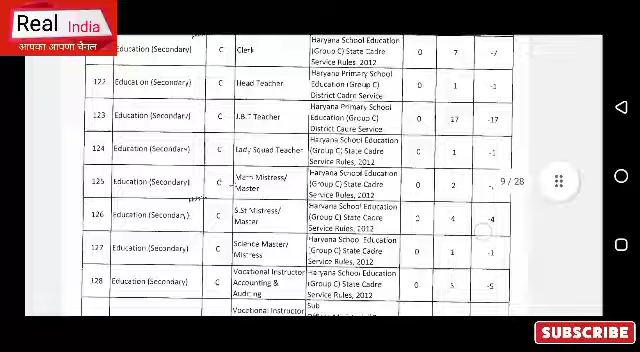 Real India
आपका आपणा चैनल
Education (Secondary) C Clerk Haryana School Education (Group C) State Cadre Service Rules, 2012 0 7 -7
122 Education (Secondary) C Head Teacher Haryana Primary School Education (Group C) District Cadre Service 0 1 -1
123 Education (Secondary) C J.B.T Teacher Haryana Primary School Education (Group C) District Cadre Service 0 17 -17
124 Education (Secondary) C Lady Squad Teacher Haryana School Education (Group C) State Cadre Service Rules, 2012 0 1 -1
125 Education (Secondary) C Math Mistress/ Master Haryana School Education (Group C) State Cadre Service Rules, 2012 0 2
9 / 28
126 Education (Secondary) C S.St Mistress/ Master Haryana School Education (Group C) State Cadre Service Rules, 2012 0 4 -4
127 Education (Secondary) C Science Master/ Mistress Haryana School Education (Group C) State Cadre Service Rules, 2012 0 1 -1
128 Education (Secondary) C Vocational Instructor Accounting & Auditing Haryana School Education (Group C) State Cadre Service Rules, 2012 0 5 -5
Vocational Instructor Sub
SUBSCRIBE